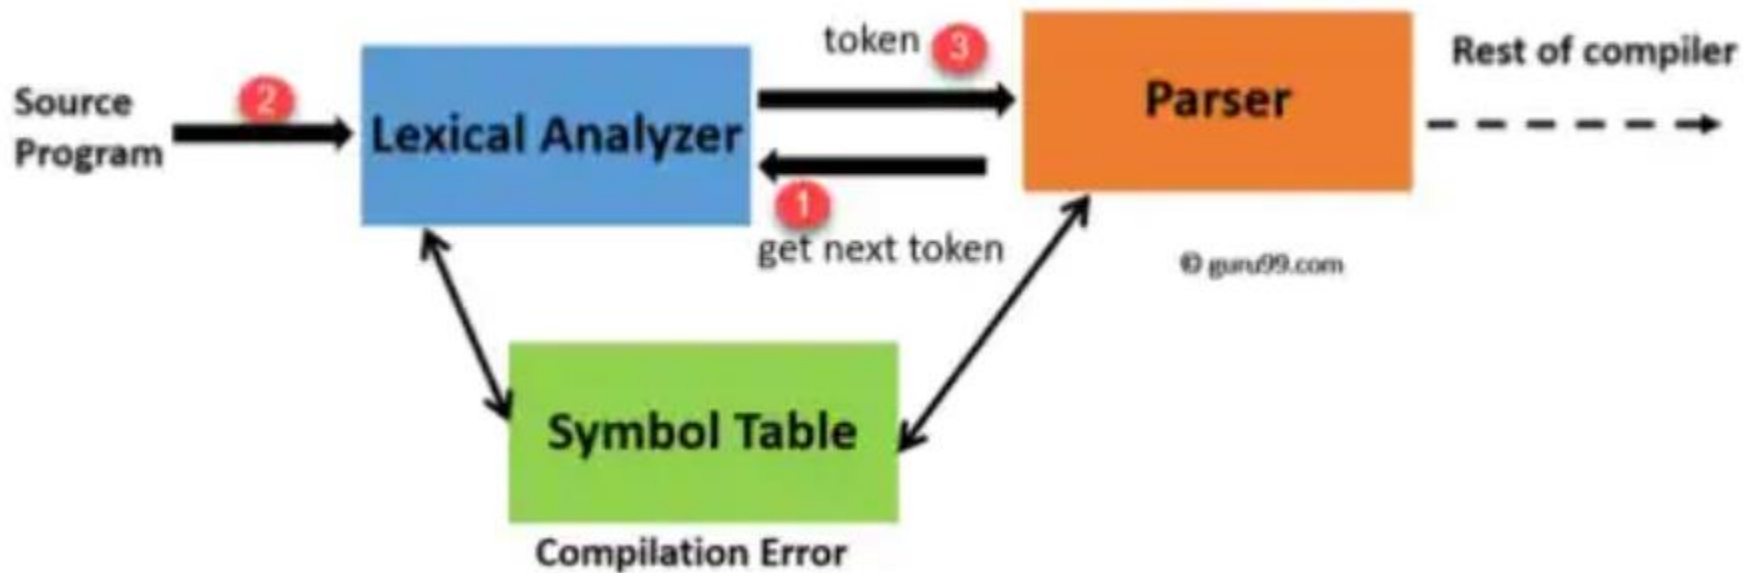 token 3
Rest of compiler
Source
Program
2
Lexical Analyzer
Parser
1
get next token
© guru99.com
Symbol Table
Compilation Error